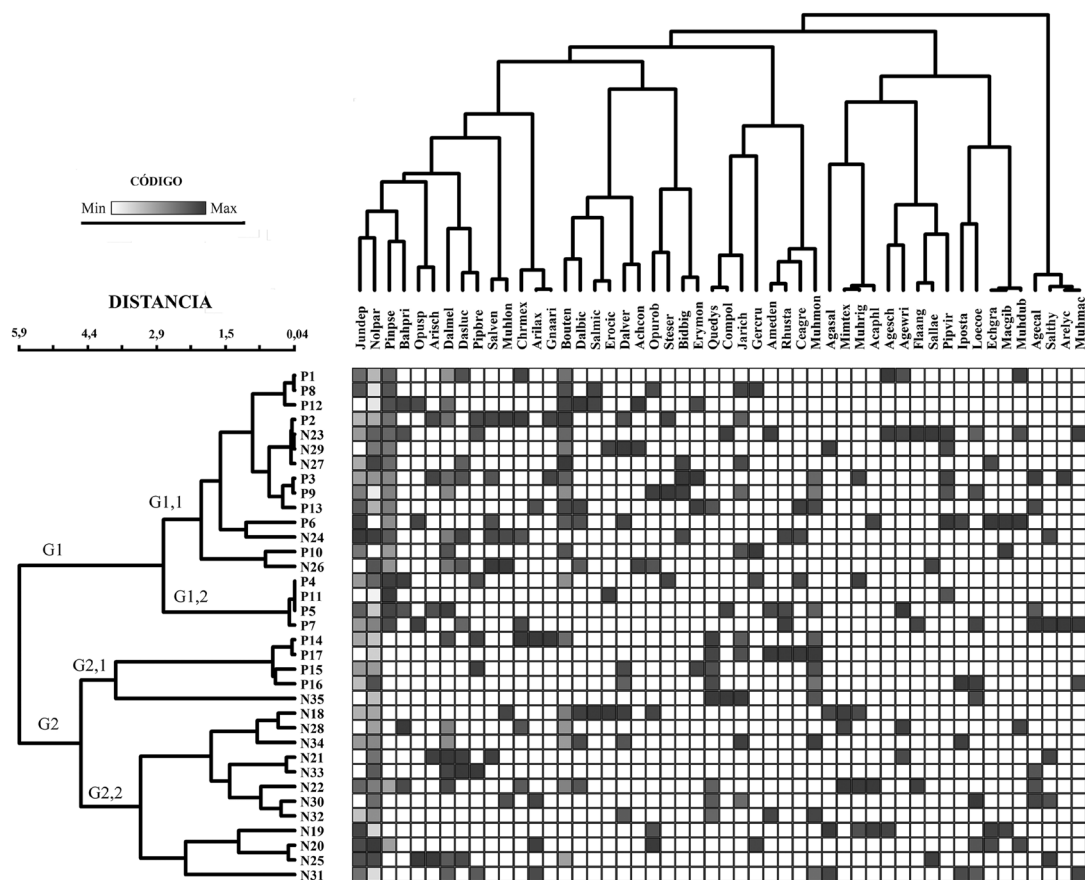 CÓDIGO
Min Max
DISTANCIA
5,9 4,4 2,9 1,5 0,04
Jundep Nolpar Pinpse Bahpri Opusp Arisch Dalmel Dasluc Pipbre Salven Muhlon Chrmex Arilax Gnaari Bouten Dalbic Salmic Erocic Dalver Achcon Opurob Steser Bidbig Erymon Quedys Compol Jarich Gercru Ameden Rhusta Ceagre Muhmon Agasal Mimtex Muhrig Acaphl Agesch Agewri Flaang Sallae Pipvir Iposta Loecoe Echgra Macgib Muhdub Agecal Salthy Arelyc Muhmac
P1
P8
P12
P2
N23
N29
N27
P3
P9
G1,1
P13
P6
N24
G1
P10
N26
P4
G1,2
P11
P5
P7
P14
P17
G2,1
P15
P16
N35
G2
N18
N28
N34
N21
N33
G2,2
N22
N30
N32
N19
N20
N25
N31